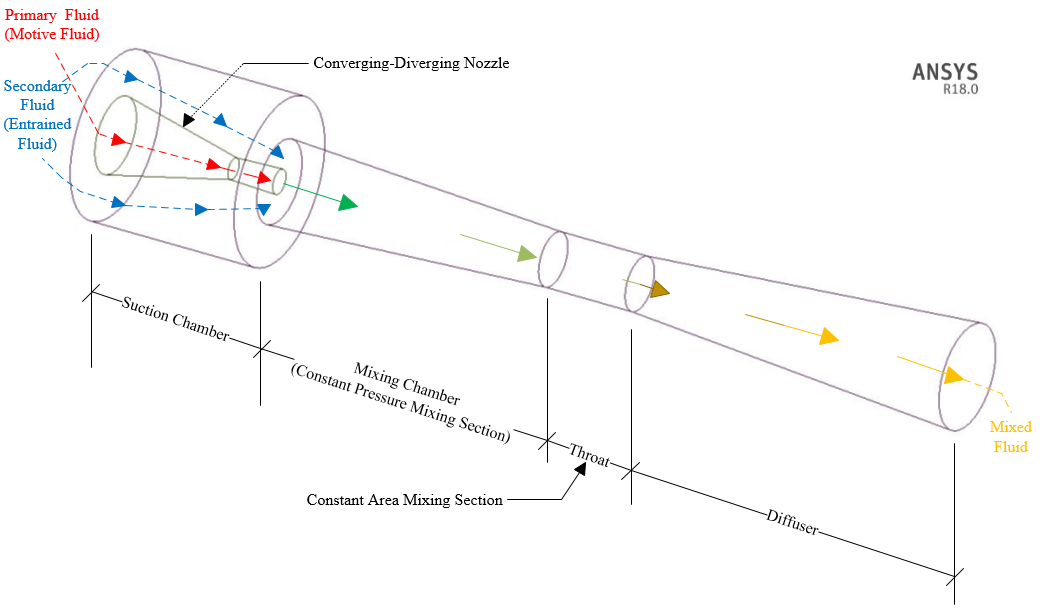 Primary Fluid
(Motive Fluid)
Converging-Diverging Nozzle
ANSYS
R18.0
Secondary
Fluid
(Entrained
Fluid)
Suction Chamber
Mixing Chamber
(Constant Pressure Mixing Section)
Throat
Constant Area Mixing Section
Diffuser
Mixed
Fluid